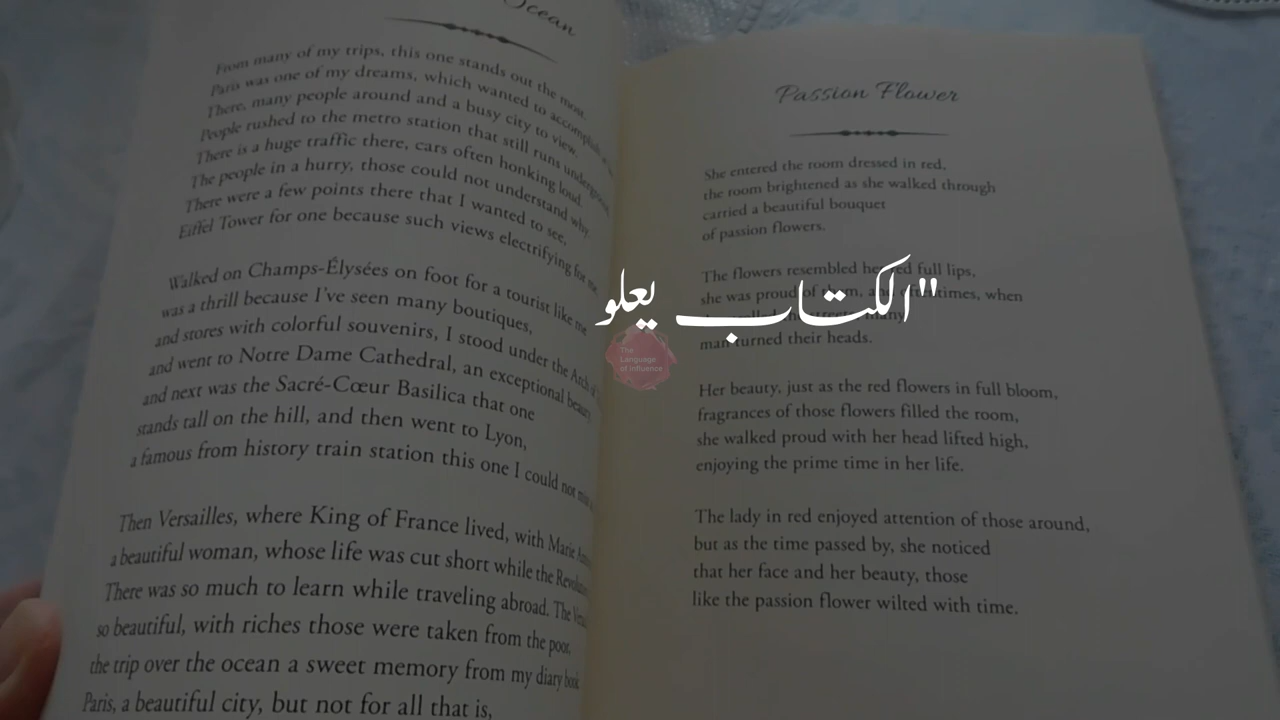 Ocean
From many of my trips, this one stands out the most.
Paris was one of my dreams, which wanted to accomplish
There, many people around and a busy city to view.
People rushed to the metro station that still runs underground
There is a huge traffic there, cars often honking loud.
The people in a hurry, those could not understand why.
There were a few points there that I wanted to see,
Eiffel Tower for one because such views electrifying for me
Walked on Champs-Élysées on foot for a tourist like me
was a thrill because I've seen many boutiques,
and stores with colorful souvenirs, I stood under the Arch
and went to Notre Dame Cathedral, an exceptional beauty
and next was the Sacré-Cœur Basilica that one
stands tall on the hill, and then went to Lyon,
a famous from history train station this one I could not
Then Versailles, where King of France lived, with Marie
a beautiful woman, whose life was cut short while the
There was so much to learn while traveling abroad. The
so beautiful, with riches those were taken from the poor,
the trip over the ocean a sweet memory from my diary book.
Paris, a beautiful city, but not for all that is,
Passion Flower
She entered the room dressed in red,
the room brightened as she walked through
carried a beautiful bouquet
of passion flowers.
The flowers resembled her red full lips,
she was proud of them, and oftentimes, when
many
man turned their heads.
Her beauty, just as the red flowers in full bloom,
fragrances of those flowers filled the room,
she walked proud with her head lifted high,
enjoying the prime time in her life.
The lady in red enjoyed attention of those around,
but as the time passed by, she noticed
that her face and her beauty, those
like the passion flower wilted with time.
"الكتاب يعلو
The
Language
of influence